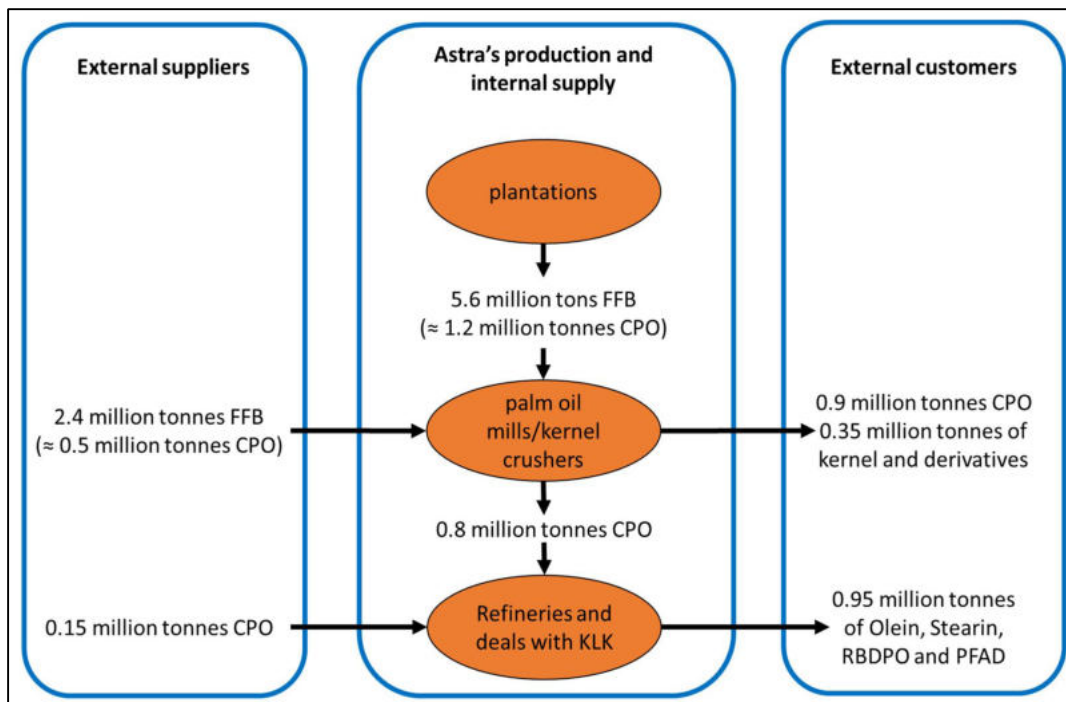 External suppliers
Astra's production and
internal supply
External customers
plantations
5.6 million tons FFB
(≈ 1.2 million tonnes CPO)
2.4 million tonnes FFB
(≈ 0.5 million tonnes CPO)
palm oil
mills/kernel
crushers
0.9 million tonnes CPO
0.35 million tonnes of
kernel and derivatives
0.8 million tonnes CPO
0.15 million tonnes CPO
Refineries and
deals with KLK
0.95 million tonnes
of Olein, Stearin,
RBDPO and PFAD